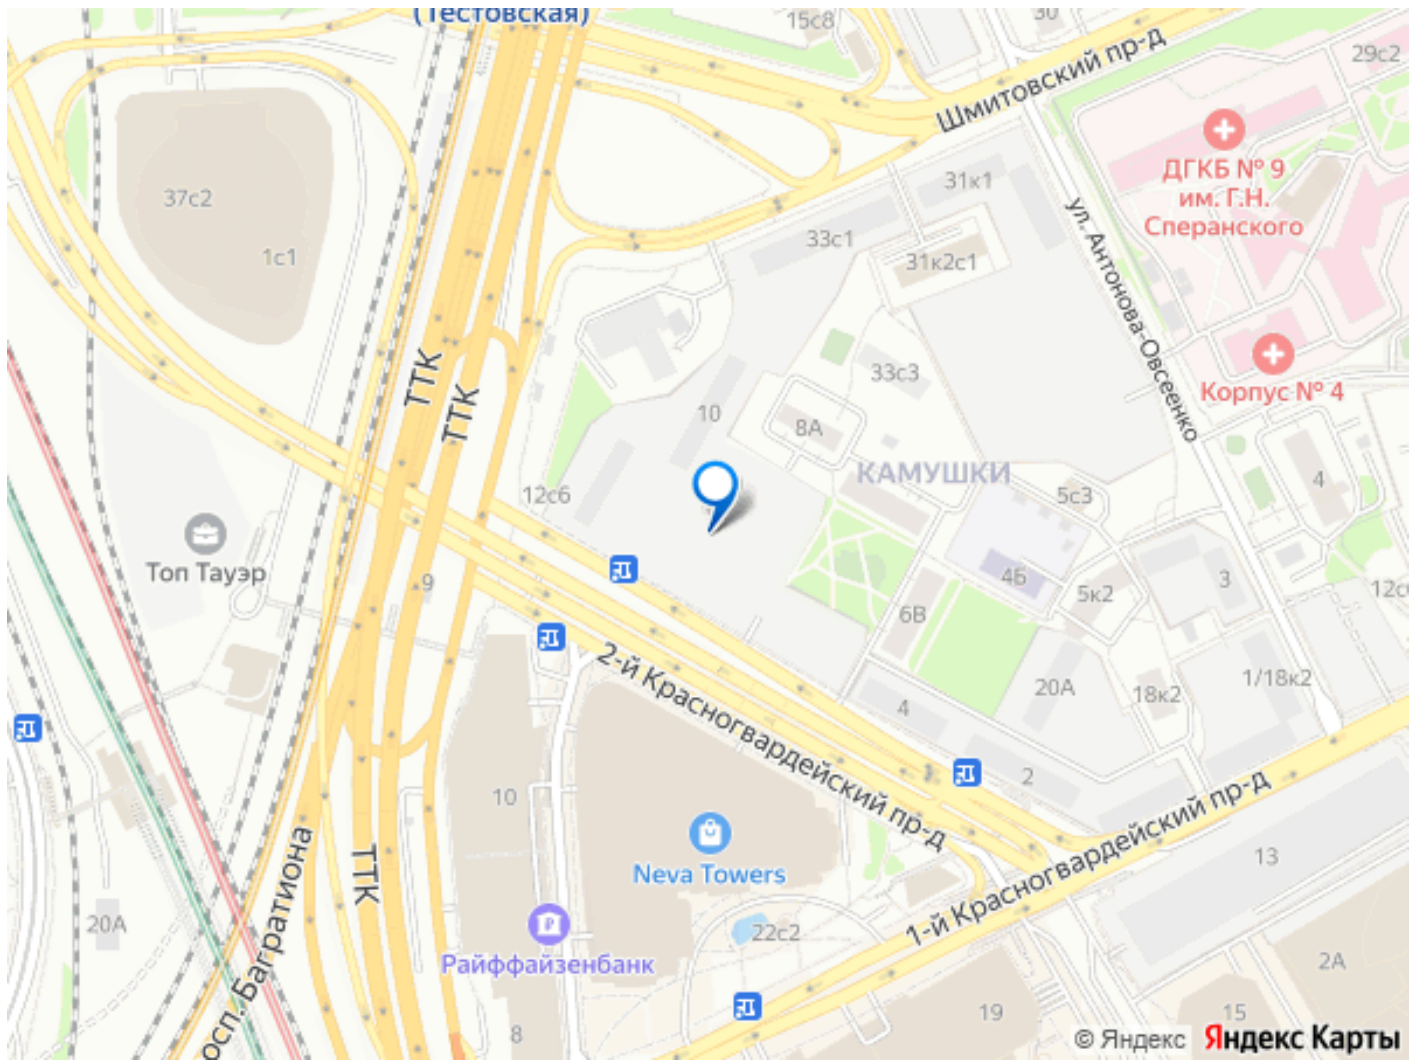 (Тестовская)
15с8
30
29с2
Шмитовский пр-д
ДГКБ № 9
им. Г.Н.
Сперанского
31к1
37с2
33с1
1с1
31к2с1
ул. Антонова-Овсеенко
ТТК
ТТК
33с3
Корпус № 4
10
8А
КАМУШКИ
4
12с6
5с3
Топ Тауэр
9
4Б
3
5к2
6В
2-й Красногвардейский пр-д
20А
18к2
1/18к2
4
2
10
Neva Towers
ТТК
13
1-й Красногвардейский пр-д
20А
22с2
Райффайзенбанк
2А
просп. Багратиона
8
19
15
© Яндекс Яндекс Карты